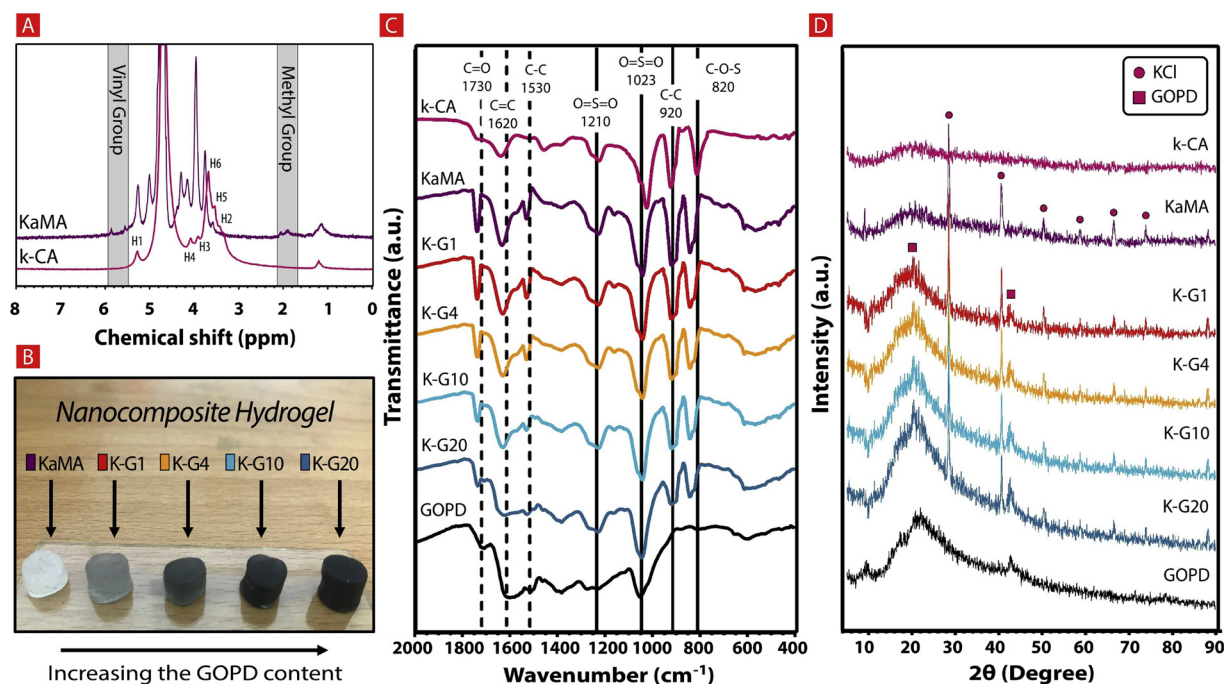 A
Vinyl Group
Methyl Group
KaMA
k-CA
H1
H4
H3
H6
H5
H2
8 7 6 5 4 3 2 1 0
Chemical shift (ppm)
B
Nanocomposite Hydrogel
KaMA K-G1 K-G4 K-G10 K-G20
Increasing the GOPD content
C
C=O
1730
C=C
1620
C-C
1530
O=S=O
1210
O=S=O
1023
C-C
920
C-O-S
820
k-CA
KaMA
K-G1
K-G4
K-G10
K-G20
GOPD
Transmittance (a.u.)
2000 1800 1600 1400 1200 1000 800 600 400
Wavenumber (cm⁻¹)
D
KCl
GOPD
k-CA
KaMA
K-G1
K-G4
K-G10
K-G20
GOPD
Intensity (a.u.)
10 20 30 40 50 60 70 80 90
2θ (Degree)